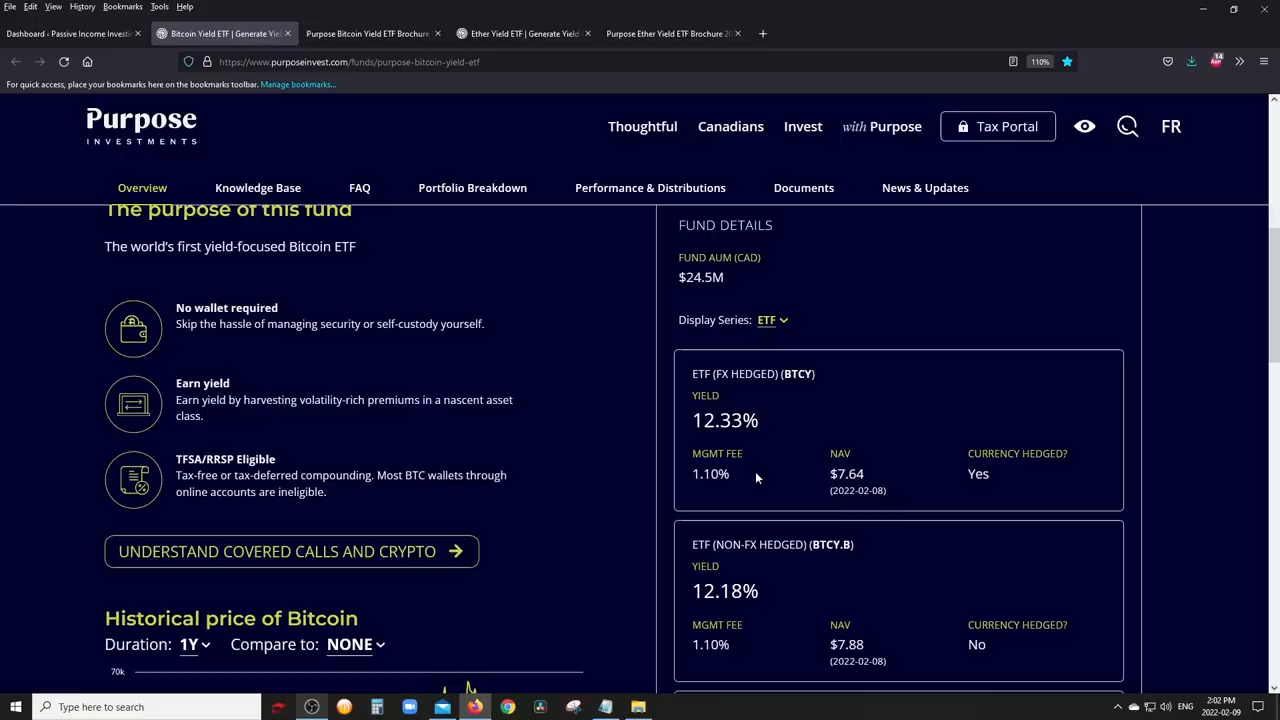 File Edit View History Bookmarks Tools Help
Dashboard ‹ Passive Income Investi
Bitcoin Yield ETF | Generate Yiel
Purpose Bitcoin Yield ETF Brochure
Ether Yield ETF | Generate Yield
Purpose Ether Yield ETF Brochure 20
https://www.purposeinvest.com/funds/purpose-bitcoin-yield-etf
110%
14
For quick access, place your bookmarks here on the bookmarks toolbar. Manage bookmarks...
Purpose
INVESTMENTS
Thoughtful Canadians Invest with Purpose Tax Portal FR
Overview Knowledge Base FAQ Portfolio Breakdown Performance & Distributions Documents News & Updates
The purpose of this fund
The world's first yield-focused Bitcoin ETF
No wallet required
Skip the hassle of managing security or self-custody yourself.
Earn yield
Earn yield by harvesting volatility-rich premiums in a nascent asset
class.
TFSA/RRSP Eligible
Tax-free or tax-deferred compounding. Most BTC wallets through
online accounts are ineligible.
UNDERSTAND COVERED CALLS AND CRYPTO
Historical price of Bitcoin
Duration: 1Y Compare to: NONE
70k
FUND DETAILS
FUND AUM (CAD)
$24.5M
Display Series: ETF
ETF (FX HEDGED) (BTCY)
YIELD
12.33%
MGMT FEE NAV CURRENCY HEDGED?
1.10% $7.64 Yes
(2022-02-08)
ETF (NON-FX HEDGED) (BTCY.B)
YIELD
12.18%
MGMT FEE NAV CURRENCY HEDGED?
1.10% $7.88 No
(2022-02-08)
Type here to search
ENG
2:02 PM
2022-02-09